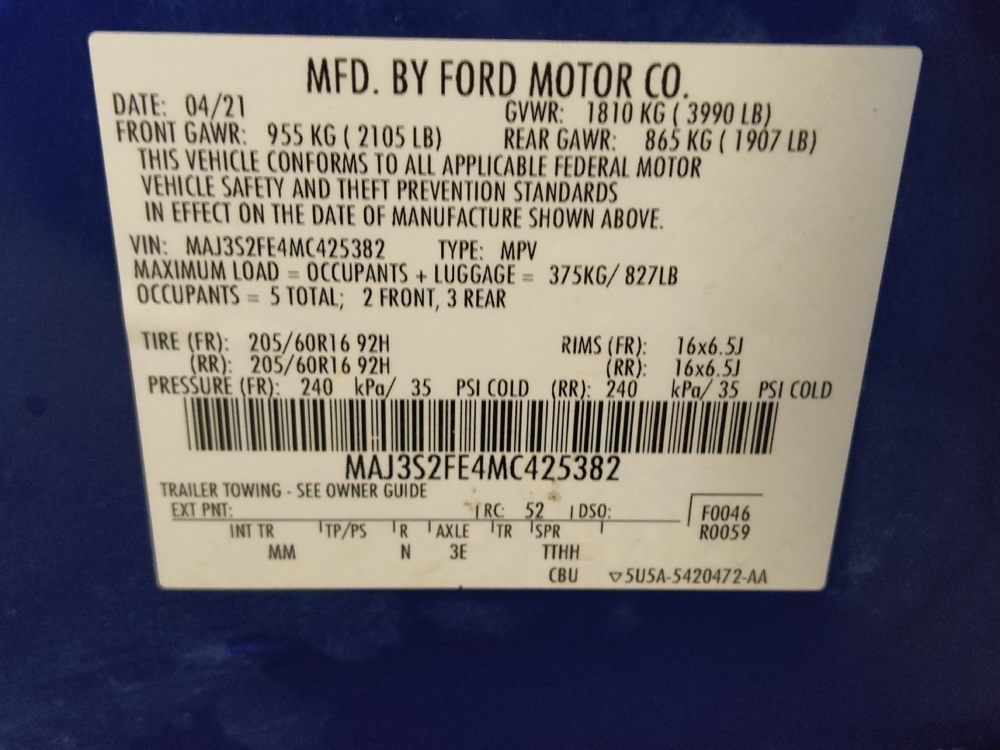 MFD. BY FORD MOTOR CO.
DATE: 04/21 GVWR: 1810 KG ( 3990 LB)
FRONT GAWR: 955 KG ( 2105 LB) REAR GAWR: 865 KG ( 1907 LB)
THIS VEHICLE CONFORMS TO ALL APPLICABLE FEDERAL MOTOR
VEHICLE SAFETY AND THEFT PREVENTION STANDARDS
IN EFFECT ON THE DATE OF MANUFACTURE SHOWN ABOVE.
VIN: MAJ3S2FE4MC425382 TYPE: MPV
MAXIMUM LOAD = OCCUPANTS + LUGGAGE = 375KG/ 827LB
OCCUPANTS = 5 TOTAL; 2 FRONT, 3 REAR
TIRE (FR): 205/60R16 92H RIMS (FR): 16x6.5J
(RR): 205/60R16 92H (RR): 16x6.5J
PRESSURE (FR): 240 kPa/ 35 PSI COLD (RR): 240 kPa/ 35 PSI COLD
MAJ3S2FE4MC425382
TRAILER TOWING - SEE OWNER GUIDE
EXT PNT: RC: 52 DSO: F0046
INT TR TP/PS R AXLE TR SPR R0059
MM N 3E TTHH
CBU ▽5U5A-5420472-AA